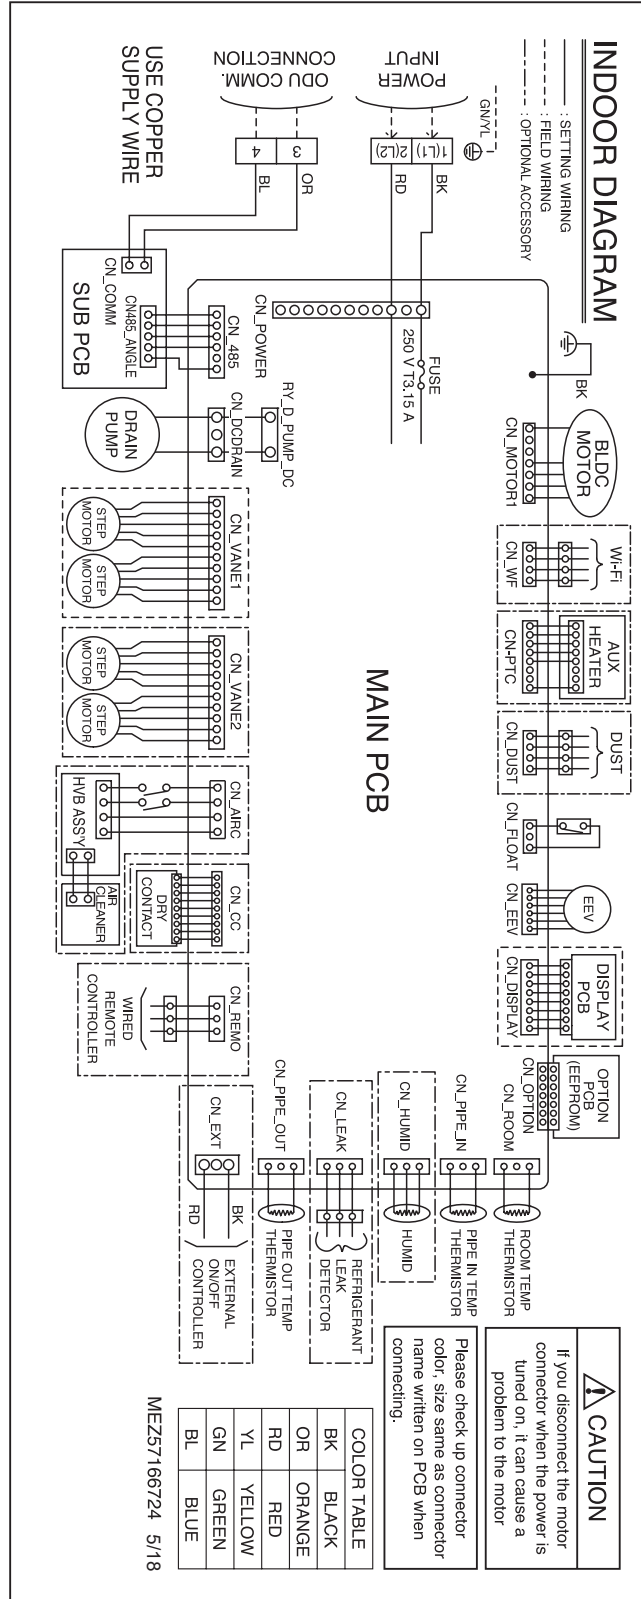 INDOOR DIAGRAM
: SETTING WIRING
: FIELD WIRING
: OPTIONAL ACCESSORY
GN/YL
POWER
INPUT
1(L1)
2(L2)
BK
RD
ODU COMM.
CONNECTION
3
4
OR
BL
USE COPPER
SUPPLY WIRE
BK
FUSE
250 V T3.15 A
CN_POWER
CN_COMM
CN485_ANGLE
SUB PCB
CN_485
BLDC
MOTOR
CN_MOTOR1
Wi-Fi
CN_WF
AUX
HEATER
CN-PTC
DUST
CN_DUST
CN_FLOAT
EEV
CN_EEV
DISPLAY
PCB
CN_DISPLAY
OPTION
PCB
(EEPROM)
CN_OPTION
MAIN PCB
RY_D_PUMP_DC
CN_DCDRAIN
DRAIN
PUMP
CN_VANE1
STEP
MOTOR
STEP
MOTOR
CN_VANE2
STEP
MOTOR
STEP
MOTOR
CN_AIRC
HVB ASS'Y
AIR
CLEANER
CN_CC
DRY
CONTACT
CN_REMO
WIRED
REMOTE
CONTROLLER
CN_ROOM
ROOM TEMP
THERMISTOR
CN_PIPE_IN
PIPE IN TEMP
THERMISTOR
CN_HUMID
HUMID
CN_LEAK
REFRIGERANT
LEAK
DETECTOR
CN_PIPE_OUT
PIPE OUT TEMP
THERMISTOR
CN_EXT
BK
RD
EXTERNAL
ON/OFF
CONTROLLER
CAUTION
If you disconnect the motor
connector when the power is
tuned on, it can cause a
problem to the motor
Please check up connector
color, size same as connector
name written on PCB when
connecting.
COLOR TABLE
BK BLACK
OR ORANGE
RD RED
YL YELLOW
GN GREEN
BL BLUE
MEZ57166724 5/18